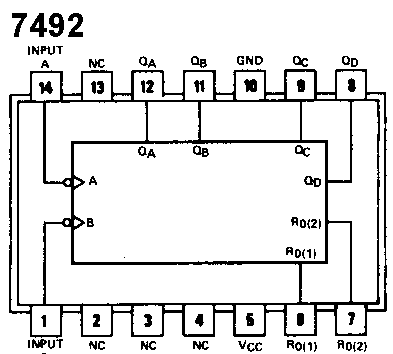 7492
INPUT
A NC QA QB GND QC QD
14 13 12 11 10 9 8
QA QB QC
A QD
B R0(2)
R0(1)
1 2 3 4 5 6 7
INPUT NC NC NC VCC R0(1) R0(2)